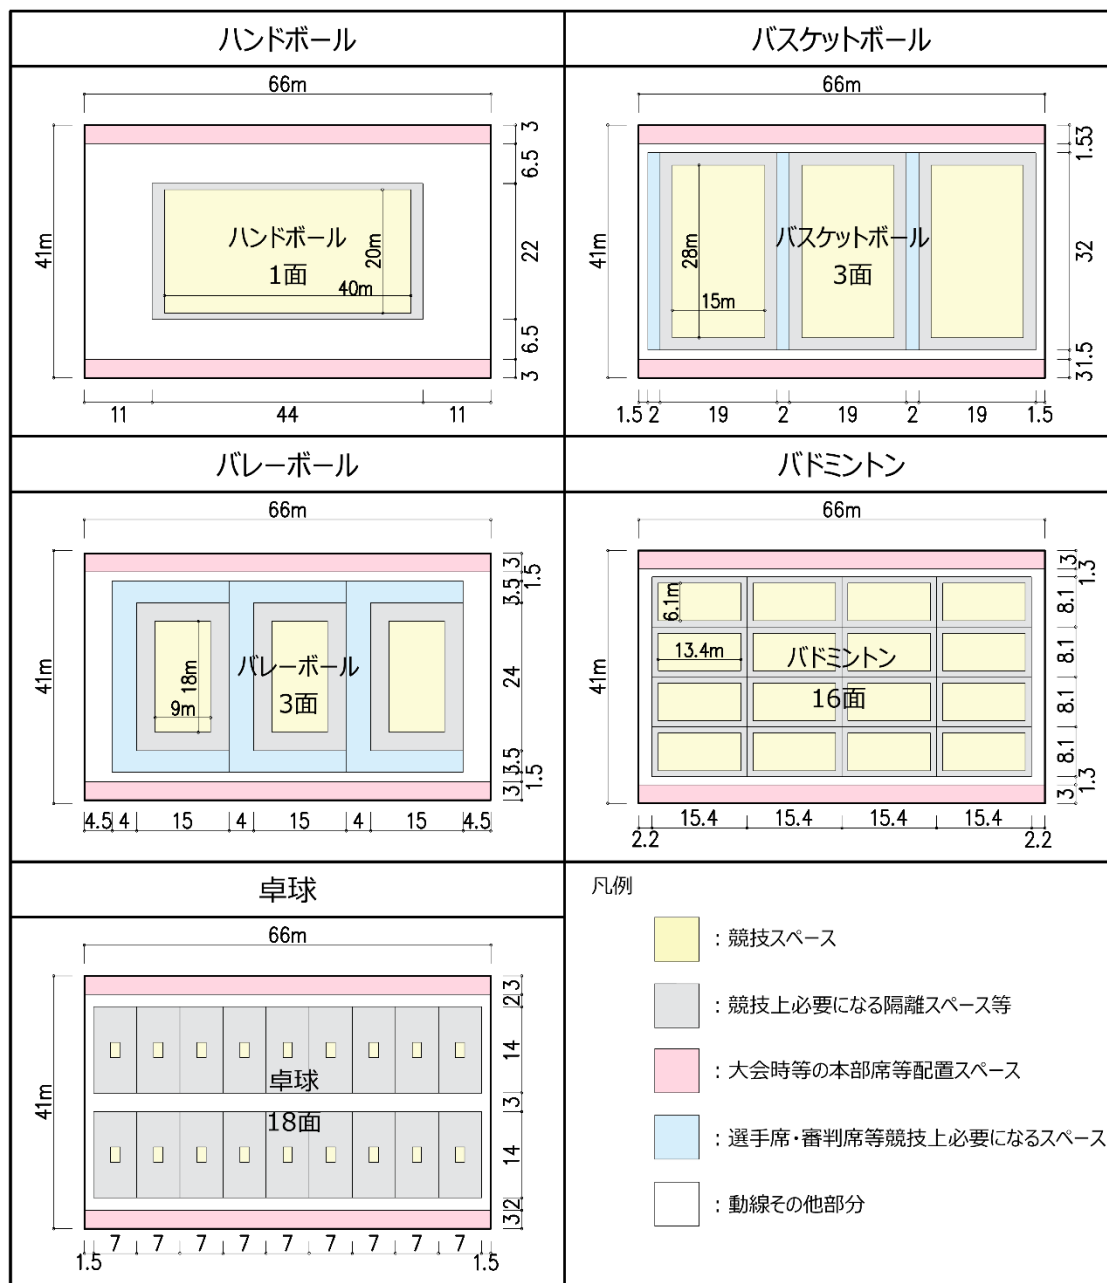 ハンドボール
66m
41m
3
6.5
22
6.5
3
ハンドボール
1面
20m
40m
11
44
11
バスケットボール
66m
41m
1.53
32
31.5
バスケットボール
3面
28m
15m
1.5 2 19 2 19 2 19 1.5
バレーボール
66m
41m
3
1.5
3.5
24
3.5
1.5
3
バレーボール
3面
18m
9m
4.5 4 15 4 15 4 15 4.5
バドミントン
66m
41m
3
1.3
8.1
8.1
8.1
8.1
1.3
3
6.1m
13.4m
バドミントン
16面
15.4 15.4 15.4 15.4
2.2 2.2
卓球
66m
41m
3
2
14
3
14
2
3
卓球
18面
7 7 7 7 7 7 7 7 7
1.5 1.5
凡例
：競技スペース
：競技上必要になる隔離スペース等
：大会時等の本部席等配置スペース
：選手席・審判席等競技上必要になるスペース
：動線その他部分